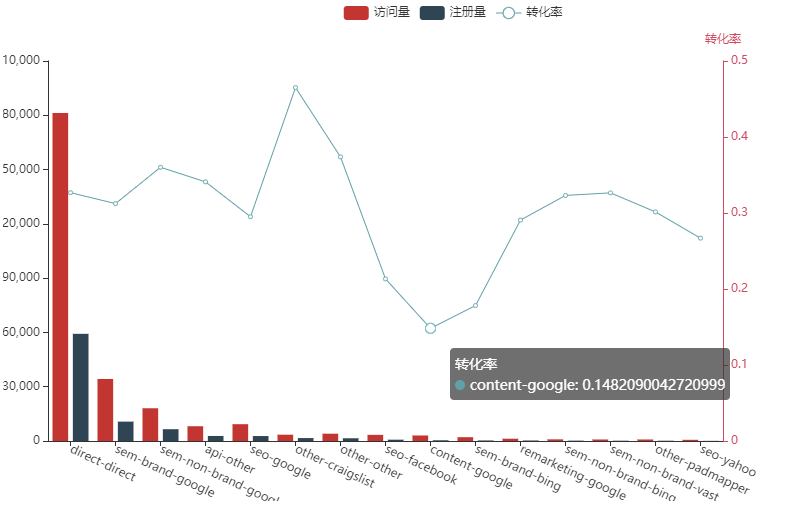 访问量 注册量 转化率
转化率
10,000
80,000
50,000
20,000
90,000
60,000
30,000
0
0.5
0.4
0.3
0.2
0.1
0
转化率
content-google: 0.1482090042720999
direct-direct
sem-brand-google
sem-non-brand-googl
api-other
seo-google
other-craigslist
other-other
seo-facebook
content-google
sem-brand-bing
remarketing-google
sem-non-brand-bing
sem-non-brand-vast
other-padmapper
seo-yahoo